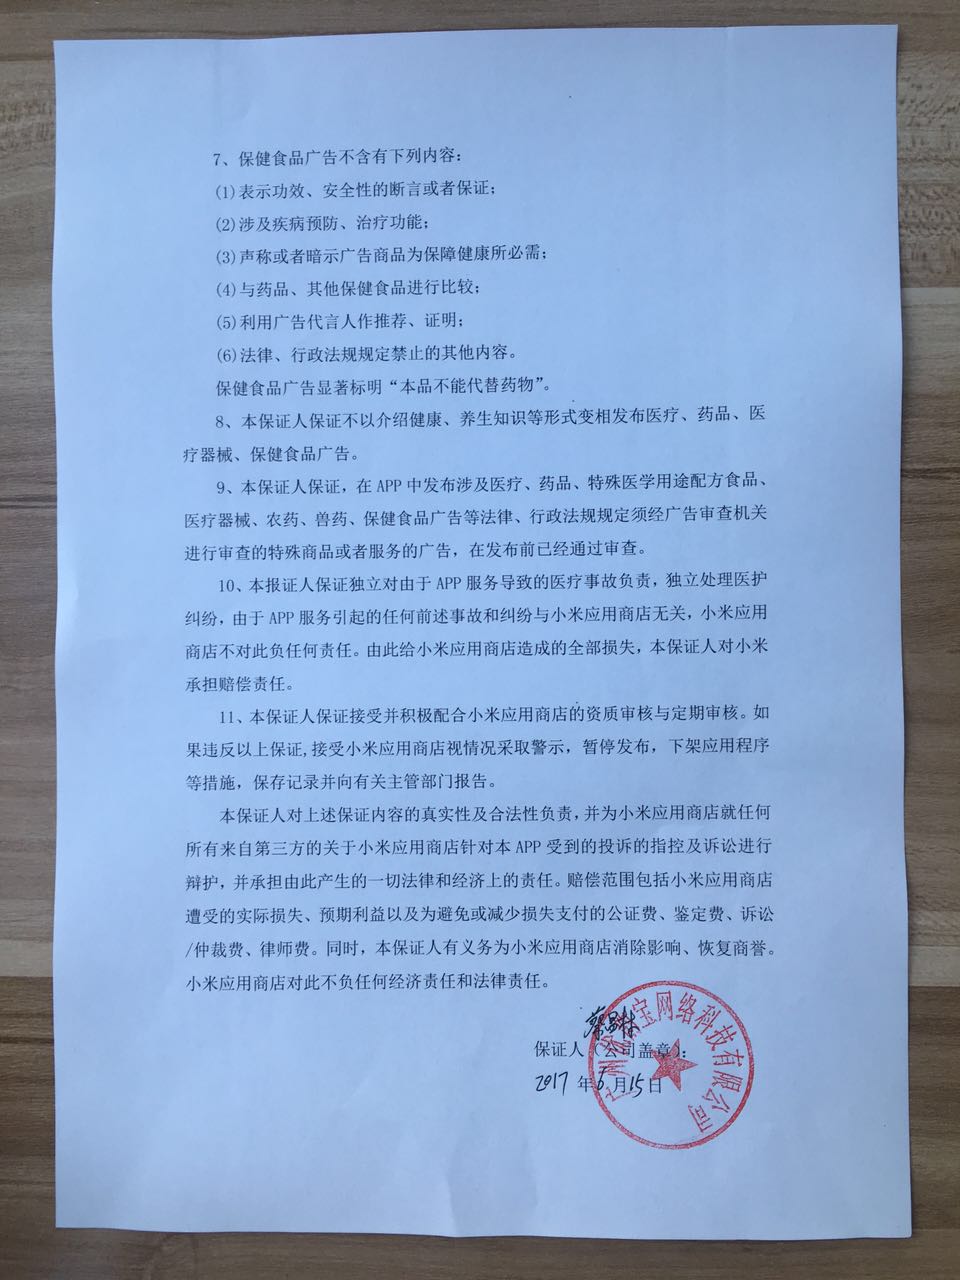 7、保健食品广告不含有下列内容：
(1)表示功效、安全性的断言或者保证；
(2)涉及疾病预防、治疗功能；
(3)声称或者暗示广告商品为保障健康所必需；
(4)与药品、其他保健食品进行比较；
(5)利用广告代言人作推荐、证明；
(6)法律、行政法规规定禁止的其他内容。
保健食品广告显著标明“本品不能代替药物”。
8、本保证人保证不以介绍健康、养生知识等形式变相发布医疗、药品、医
疗器械、保健食品广告。
9、本保证人保证，在 APP 中发布涉及医疗、药品、特殊医学用途配方食品、
医疗器械、农药、兽药、保健食品广告等法律、行政法规规定须经广告审查机关
进行审查的特殊商品或者服务的广告，在发布前已经通过审查。
10、本报证人保证独立对由于 APP 服务导致的医疗事故负责，独立处理医护
纠纷，由于 APP 服务引起的任何前述事故和纠纷与小米应用商店无关，小米应用
商店不对此负任何责任。由此给小米应用商店造成的全部损失，本保证人对小米
承担赔偿责任。
11、本保证人保证接受并积极配合小米应用商店的资质审核与定期审核。如
果违反以上保证,接受小米应用商店视情况采取警示，暂停发布，下架应用程序
等措施，保存记录并向有关主管部门报告。
本保证人对上述保证内容的真实性及合法性负责，并为小米应用商店就任何
所有来自第三方的关于小米应用商店针对本 APP 受到的投诉的指控及诉讼进行
辩护，并承担由此产生的一切法律和经济上的责任。赔偿范围包括小米应用商店
遭受的实际损失、预期利益以及为避免或减少损失支付的公证费、鉴定费、诉讼
/仲裁费、律师费。同时，本保证人有义务为小米应用商店消除影响、恢复商誉。
小米应用商店对此不负任何经济责任和法律责任。
保证人（公司盖章）：
2017 年 月 15 日
广州 宝网络科技有限公司